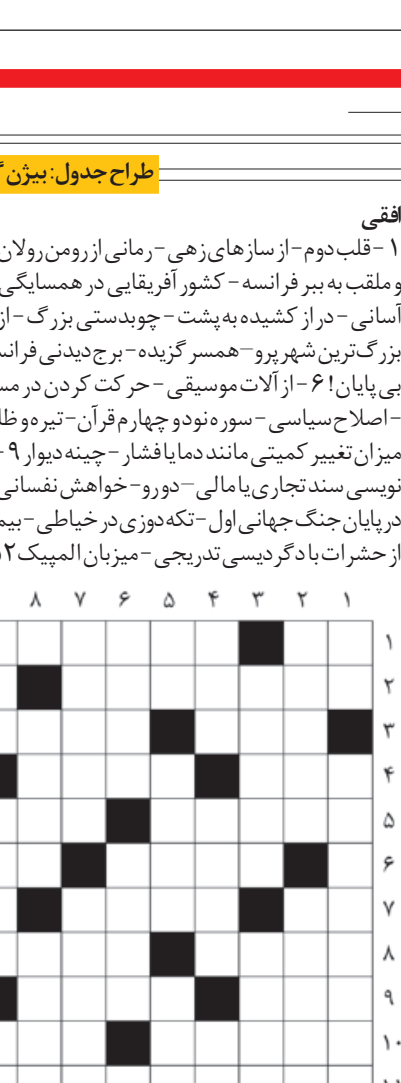 طراح جدول: بیژن
افقی
۱ -قلب دوم-از سازهای زهی-رمانی از رومن رولان
و ملقب به ببر فرانسه- کشور آفریقایی در همسایگی
آسانی-دراز کشیده به پشت-چوبدستی بزرگ -از
بزرگ‌ترین شهر پرو-همسر گزیده-برج دیدنی فرانسه
بی پایان! ۶ -از آلات موسیقی-حرکت کردن در
-اصلاح سیاسی-سوره نود و چهارم قرآن-تیره و
میزان تغییر کمیتی مانند دما یا فشار-چینه دیوار ۹ -
نویسی سند تجاری یا مالی -دورو-خواهش نفسانی
در پایان جنگ جهانی اول-تکه دوزی در خیاطی-
از حشرات با دگردیسی تدریجی-میزبان المپیک
۸ ۷ ۶ ۵ ۴ ۳ ۲ ۱
۱
۲
۳
۴
۵
۶
۷
۸
۹
۱۰